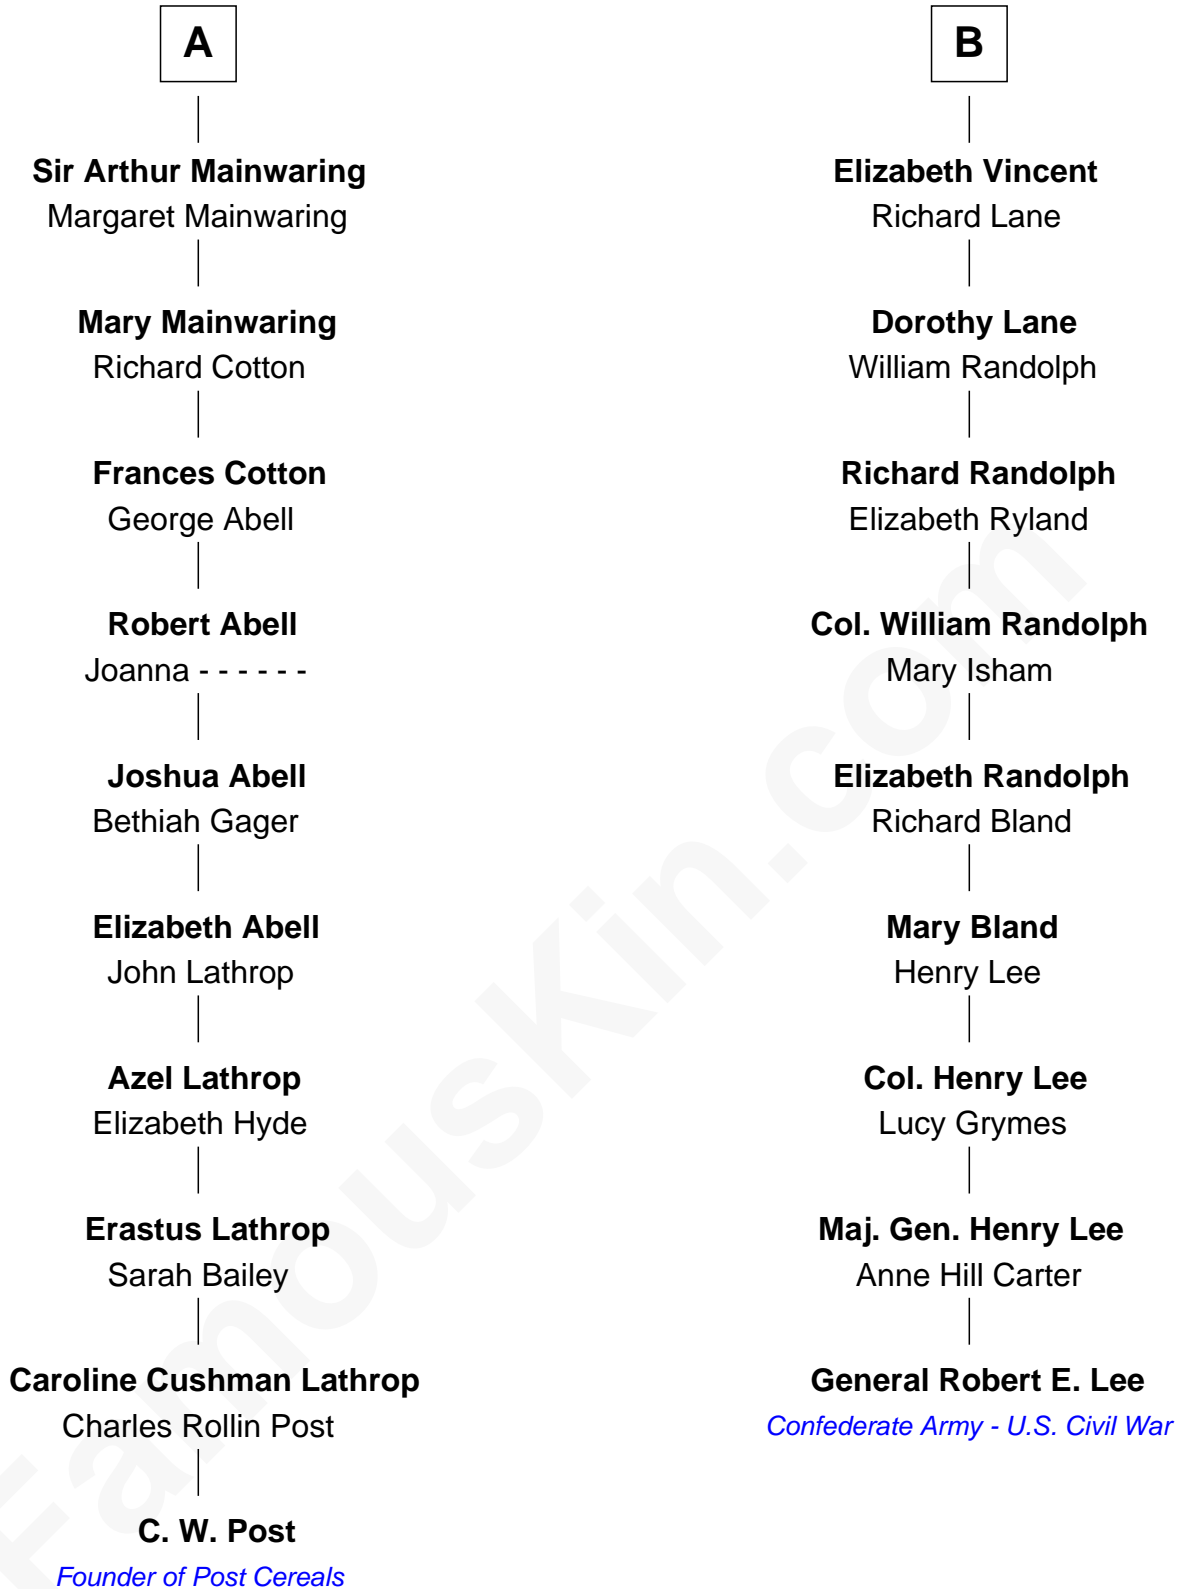 A
Sir Arthur Mainwaring
Margaret Mainwaring
Mary Mainwaring
Richard Cotton
Frances Cotton
George Abell
Robert Abell
Joanna - - - - - -
Joshua Abell
Bethiah Gager
Elizabeth Abell
John Lathrop
Azel Lathrop
Elizabeth Hyde
Erastus Lathrop
Sarah Bailey
Caroline Cushman Lathrop
Charles Rollin Post
C. W. Post
Founder of Post Cereals
B
Elizabeth Vincent
Richard Lane
Dorothy Lane
William Randolph
Richard Randolph
Elizabeth Ryland
Col. William Randolph
Mary Isham
Elizabeth Randolph
Richard Bland
Mary Bland
Henry Lee
Col. Henry Lee
Lucy Grymes
Maj. Gen. Henry Lee
Anne Hill Carter
General Robert E. Lee
Confederate Army - U.S. Civil War
FamousKin.com